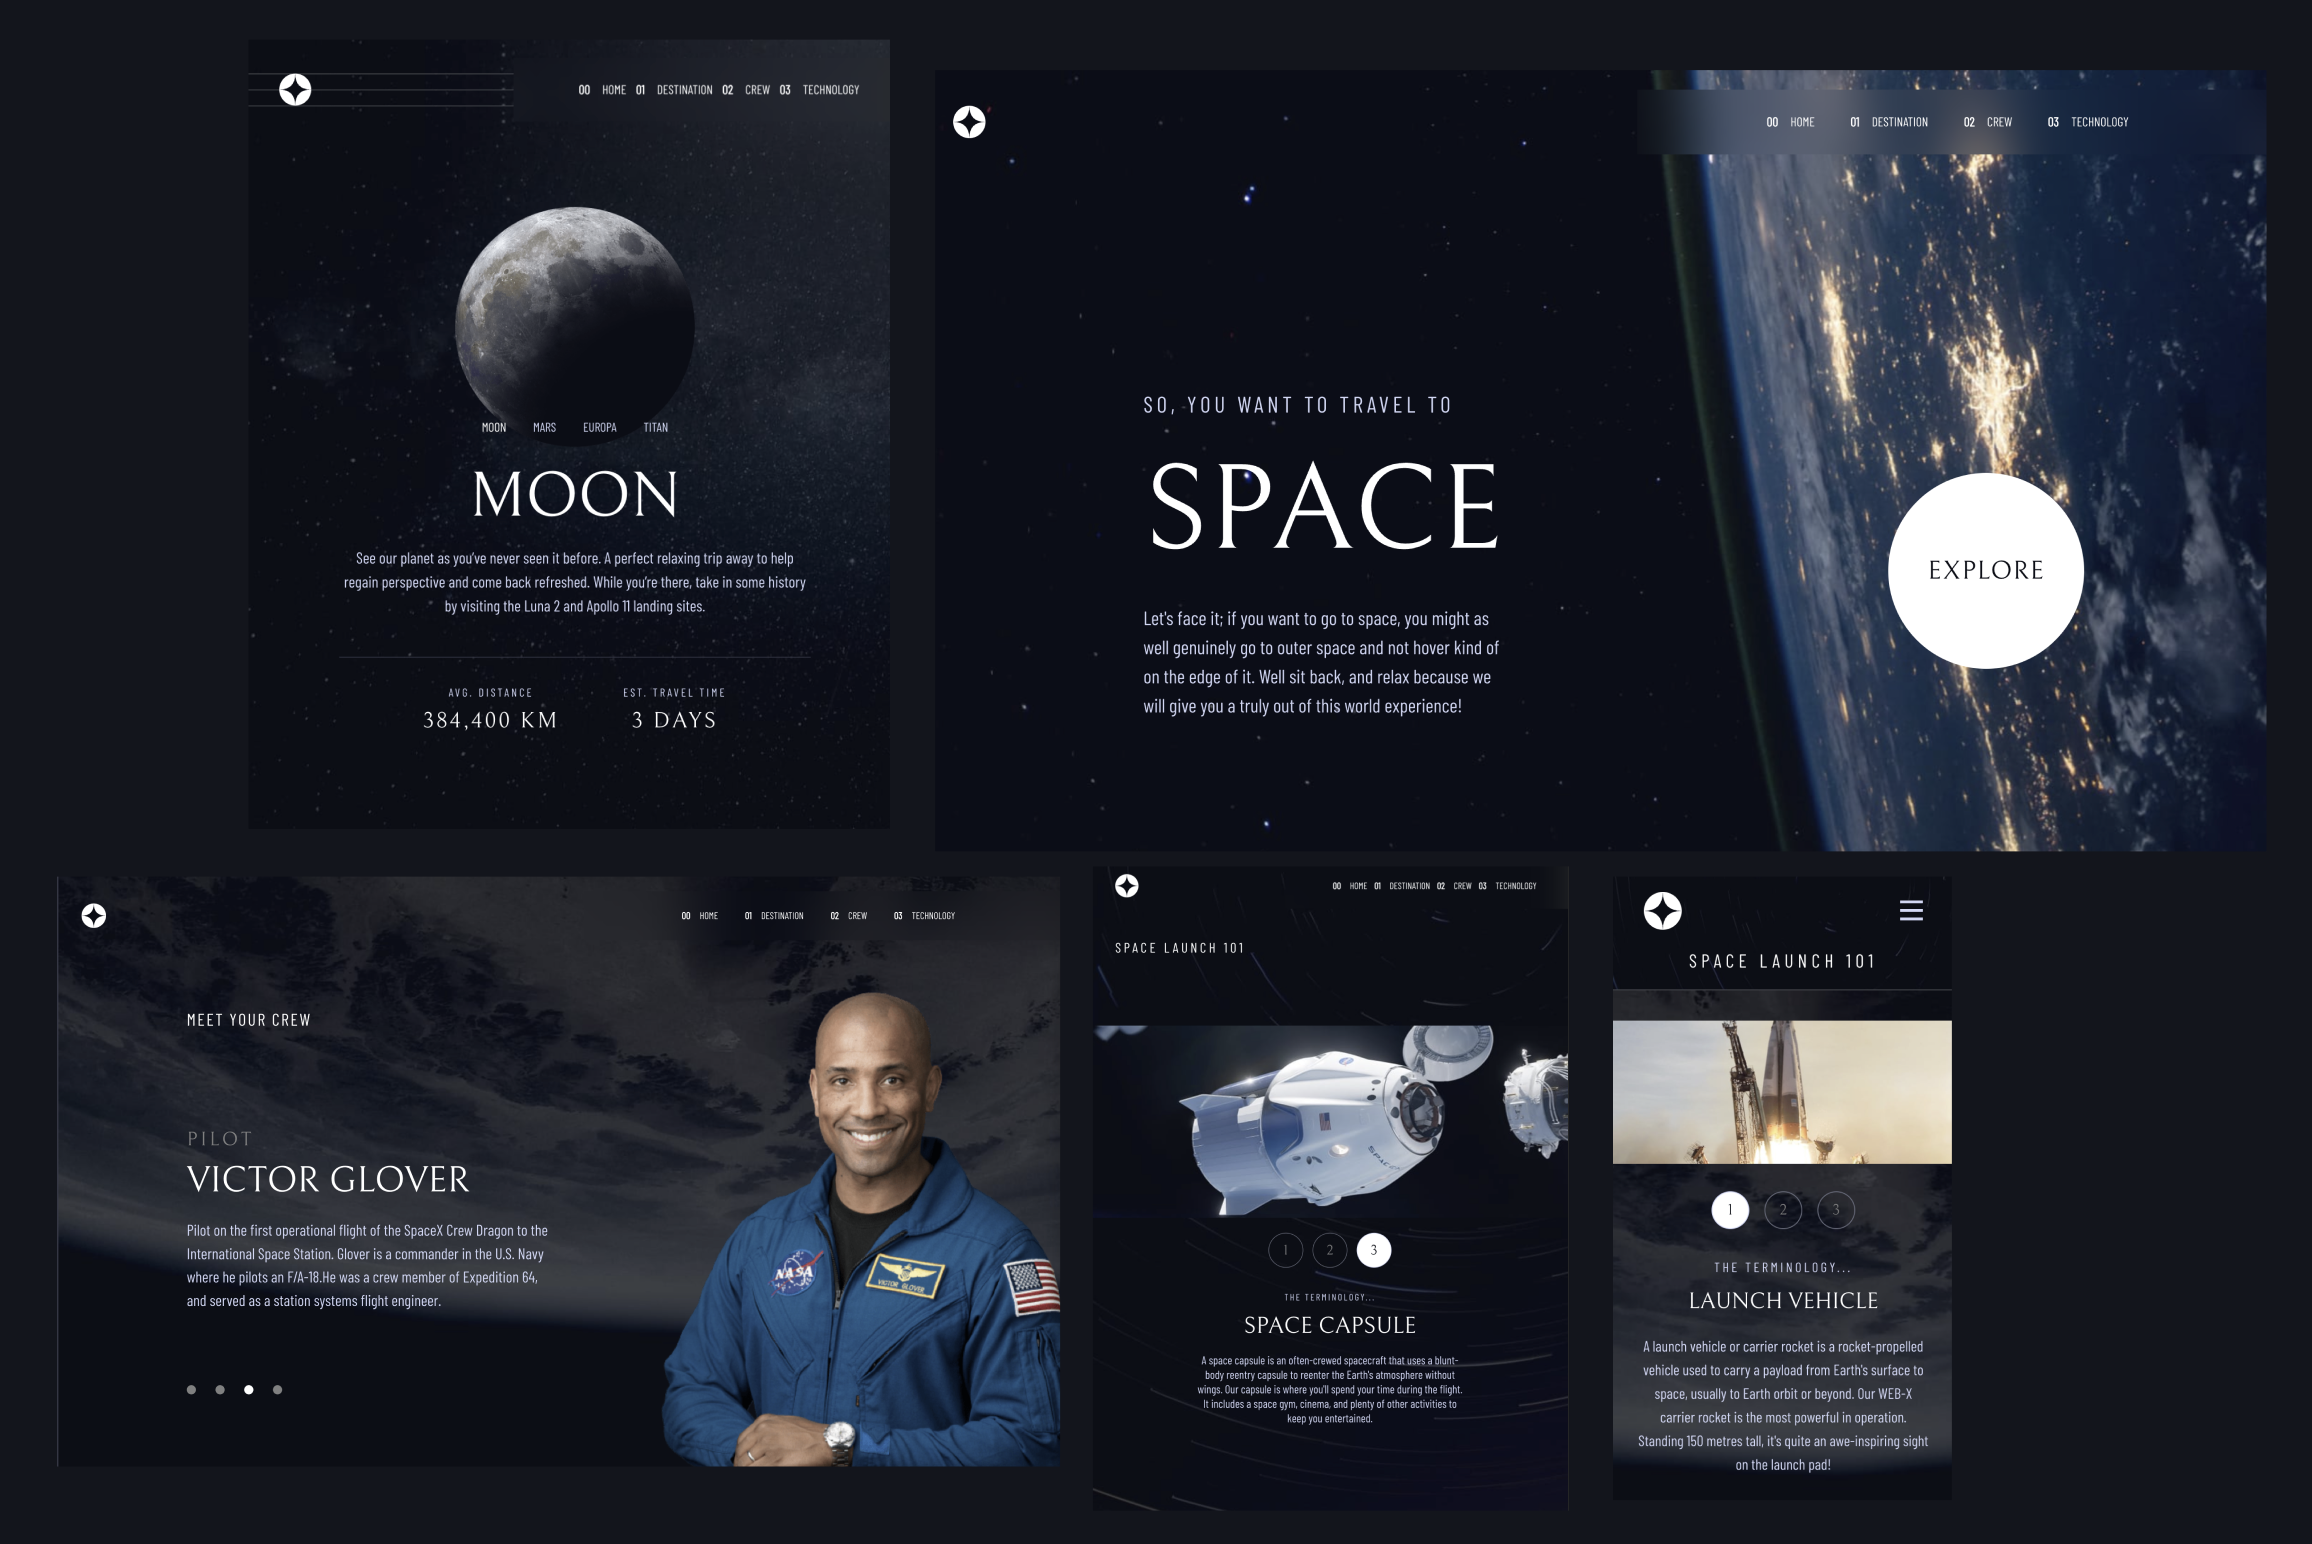 00 HOME 01 DESTINATION 02 CREW 03 TECHNOLOGY
MOON MARS EUROPA TITAN
MOON
See our planet as you've never seen it before. A perfect relaxing trip away to help
regain perspective and come back refreshed. While you're there, take in some history
by visiting the Luna 2 and Apollo 11 landing sites.
AVG. DISTANCE
384,400 KM
EST. TRAVEL TIME
3 DAYS
00 HOME 01 DESTINATION 02 CREW 03 TECHNOLOGY
SO, YOU WANT TO TRAVEL TO
SPACE
Let's face it; if you want to go to space, you might as
well genuinely go to outer space and not hover kind of
on the edge of it. Well sit back, and relax because we
will give you a truly out of this world experience!
EXPLORE
00 HOME 01 DESTINATION 02 CREW 03 TECHNOLOGY
MEET YOUR CREW
PILOT
VICTOR GLOVER
Pilot on the first operational flight of the SpaceX Crew Dragon to the
International Space Station. Glover is a commander in the U.S. Navy
where he pilots an F/A-18.He was a crew member of Expedition 64,
and served as a station systems flight engineer.
NASA
VICTOR GLOVER
00 HOME 01 DESTINATION 02 CREW 03 TECHNOLOGY
SPACE LAUNCH 101
SPACEX
1 2 3
THE TERMINOLOGY...
SPACE CAPSULE
A space capsule is an often-crewed spacecraft that uses a blunt-
body reentry capsule to reenter the Earth's atmosphere without
wings. Our capsule is where you'll spend your time during the flight.
It includes a space gym, cinema, and plenty of other activities to
keep you entertained.
SPACE LAUNCH 101
1 2 3
THE TERMINOLOGY...
LAUNCH VEHICLE
A launch vehicle or carrier rocket is a rocket-propelled
vehicle used to carry a payload from Earth's surface to
space, usually to Earth orbit or beyond. Our WEB-X
carrier rocket is the most powerful in operation.
Standing 150 metres tall, it's quite an awe-inspiring sight
on the launch pad!